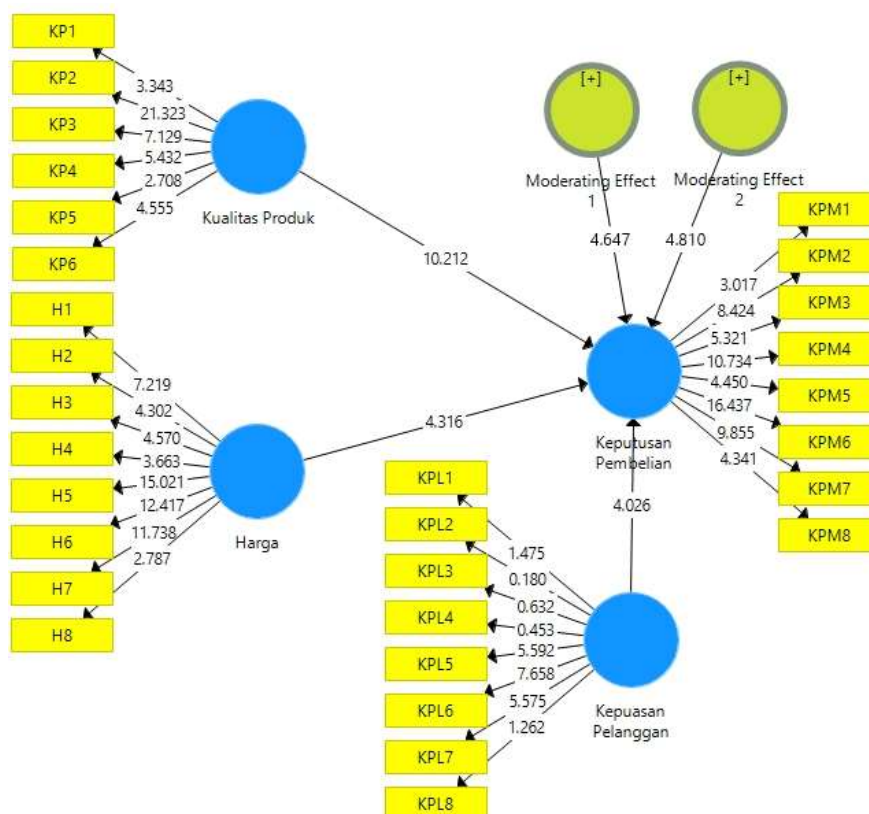 KP1
KP2
KP3
KP4
KP5
KP6
3.343
21.323
7.129
5.432
2.708
4.555
Kualitas Produk
H1
H2
H3
H4
H5
H6
H7
H8
7.219
4.302
4.570
3.663
15.021
12.417
11.738
2.787
Harga
10.212
4.316
[+]
Moderating Effect
1
[+]
Moderating Effect
2
4.647
4.810
Keputusan
Pembelian
KPM1
KPM2
KPM3
KPM4
KPM5
KPM6
KPM7
KPM8
3.017
8.424
5.321
10.734
4.450
16.437
9.855
4.341
4.026
KPL1
KPL2
KPL3
KPL4
KPL5
KPL6
KPL7
KPL8
1.475
0.180
0.632
0.453
5.592
7.658
5.575
1.262
Kepuasan
Pelanggan